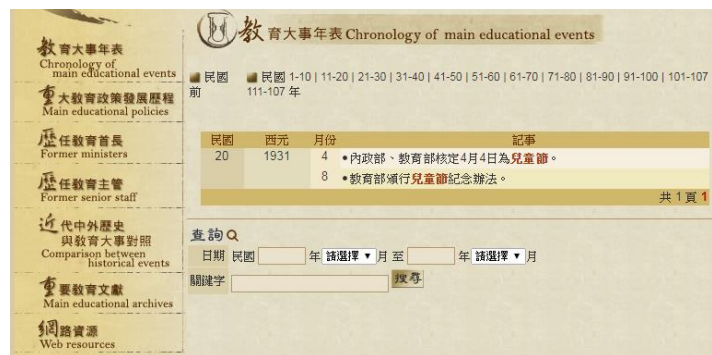 教育大事年表
Chronology of
main educational events
重大教育政策發展歷程
Main educational policies
歷任教育首長
Former ministers
歷任教育主管
Former senior staff
近代中外歷史
與教育大事對照
Comparison between
historical events
重要教育文獻
Main educational archives
網路資源
Web resources
教育大事年表 Chronology of main educational events
民國前 民國 1-10 | 11-20 | 21-30 | 31-40 | 41-50 | 51-60 | 61-70 | 71-80 | 81-90 | 91-100 | 101-107
111-107 年
民國 西元 月份 記事
20 1931 4 •內政部、教育部核定4月4日為兒童節。
8 •教育部頒行兒童節紀念辦法。
共 1 頁 1
查詢
日期 民國 年 請選擇 ▼ 月 至 年 請選擇 ▼ 月
關鍵字 搜尋